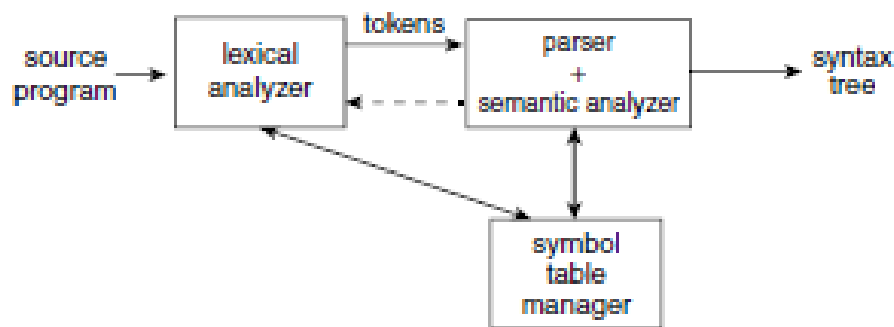 tokens
source
program
lexical
analyzer
parser
+
semantic analyzer
syntax
tree
symbol
table
manager